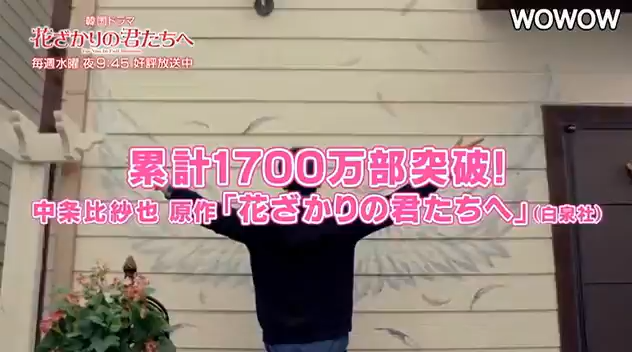 WOWOW
韓国ドラマ
花ざかりの君たちへ
毎週水曜 夜9.45 好評放送中
累計1700万部突破!
中条比紗也 原作「花ざかりの君たちへ」(白泉社)